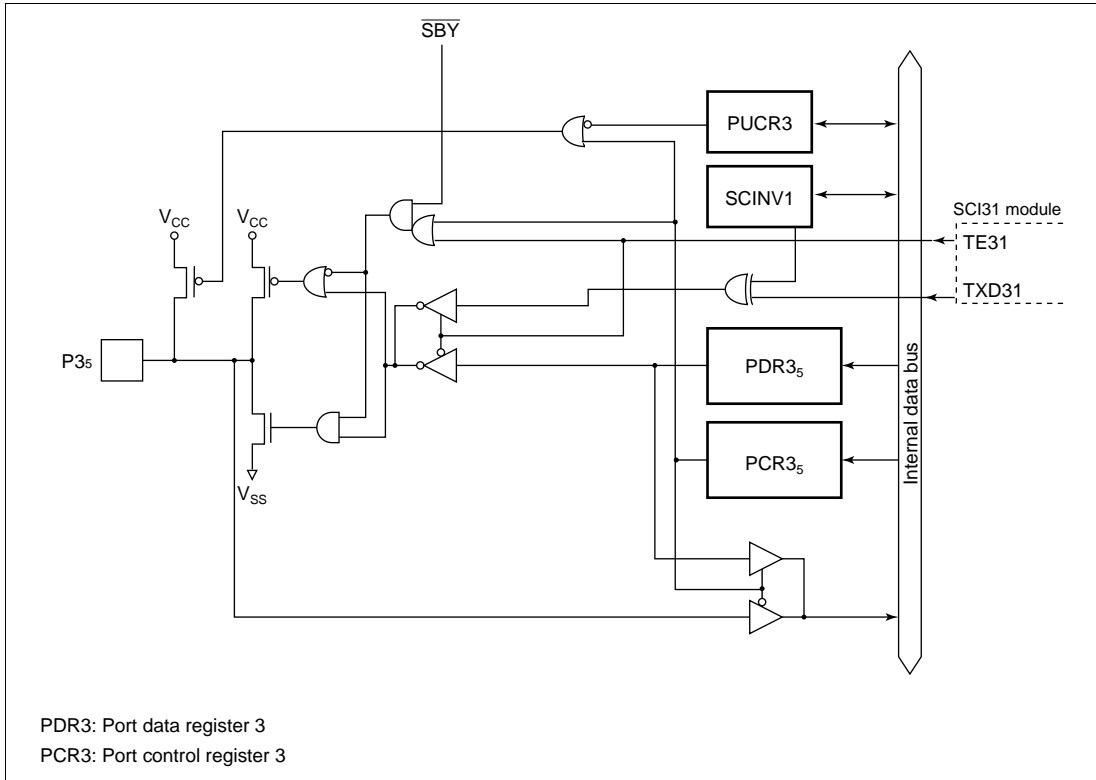 SBY
PUCR3
SCINV1
SCI31 module
VCC
VCC
TE31
TXD31
P35
PDR35
PCR35
Internal data bus
VSS
PDR3: Port data register 3
PCR3: Port control register 3